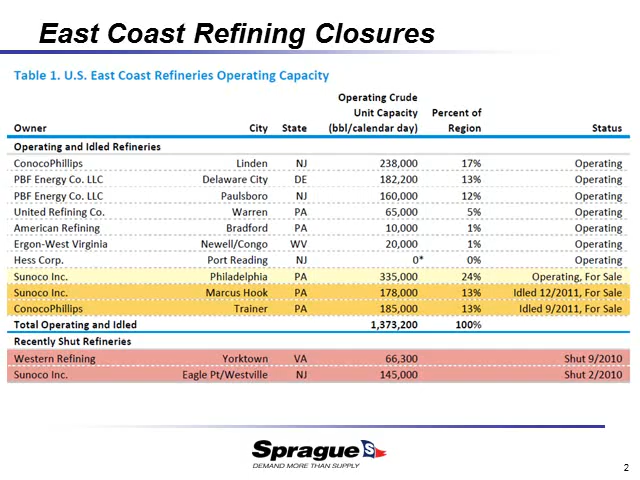 East Coast Refining Closures
Table 1. U.S. East Coast Refineries Operating Capacity
Operating Crude
Unit Capacity Percent of
Owner City State (bbl/calendar day) Region Status
Operating and Idled Refineries
ConocoPhillips Linden NJ 238,000 17% Operating
PBF Energy Co. LLC Delaware City DE 182,200 13% Operating
PBF Energy Co. LLC Paulsboro NJ 160,000 12% Operating
United Refining Co. Warren PA 65,000 5% Operating
American Refining Bradford PA 10,000 1% Operating
Ergon-West Virginia Newell/Congo WV 20,000 1% Operating
Hess Corp. Port Reading NJ 0* 0% Operating
Sunoco Inc. Philadelphia PA 335,000 24% Operating, For Sale
Sunoco Inc. Marcus Hook PA 178,000 13% Idled 12/2011, For Sale
ConocoPhillips Trainer PA 185,000 13% Idled 9/2011, For Sale
Total Operating and Idled 1,373,200 100%
Recently Shut Refineries
Western Refining Yorktown VA 66,300 Shut 9/2010
Sunoco Inc. Eagle Pt/Westville NJ 145,000 Shut 2/2010
Sprague S
DEMAND MORE THAN SUPPLY
2